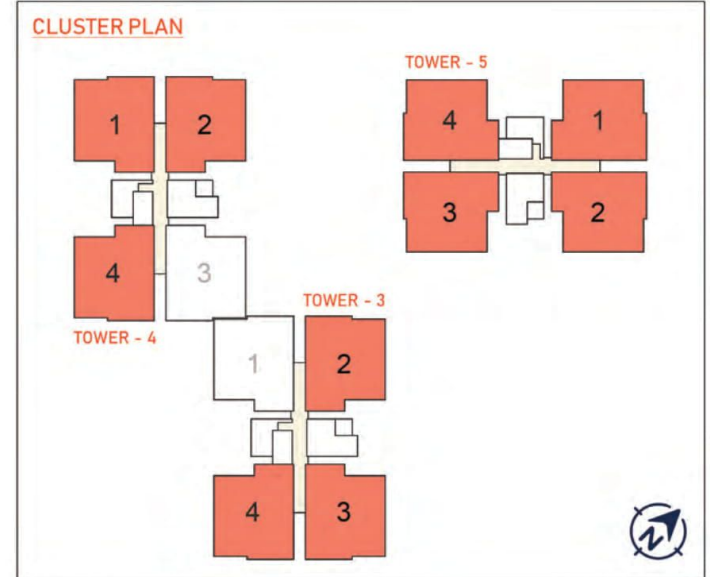 CLUSTER PLAN
TOWER - 5
1 2
4 1
3 2
4 3
TOWER - 4
TOWER - 3
1 2
4 3
N